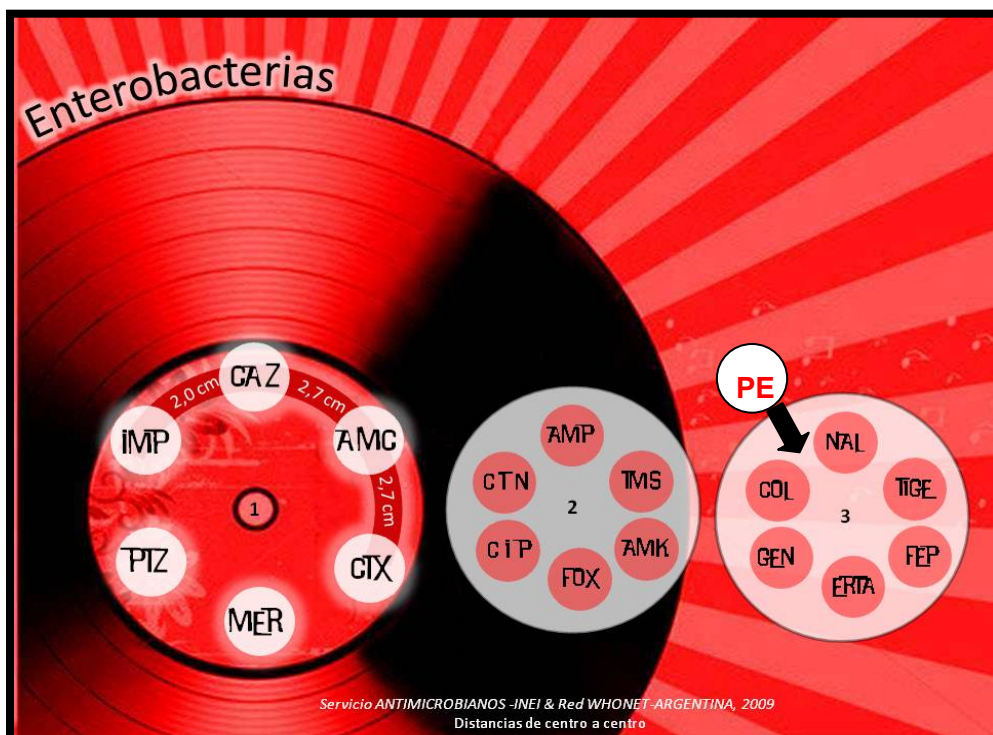 Enterobacterias
CAZ
2,0 cm
2,7 cm
IMP
AMC
1
2,7 cm
PTZ
CTX
MER
AMP
CTN
TMS
2
CIP
AMK
FOX
PE
NAL
COL
TIGE
3
GEN
FEP
ERTA
Servicio ANTIMICROBIANOS -INEI & Red WHONET-ARGENTINA, 2009
Distancias de centro a centro